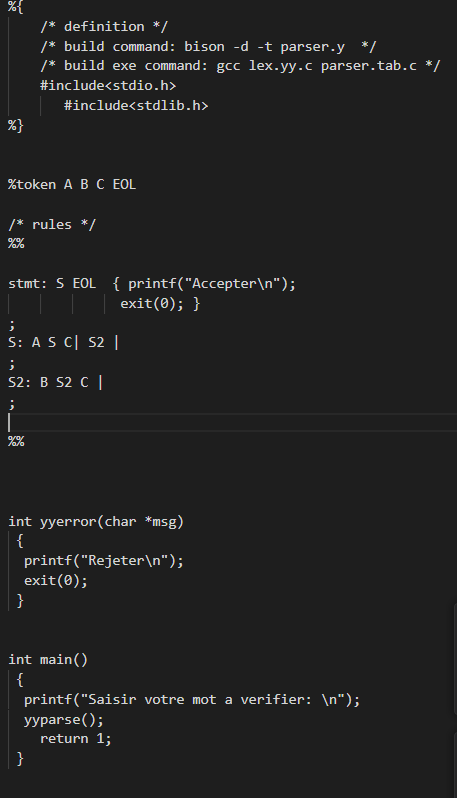 %{
/* definition */
/* build command: bison -d -t parser.y  */
/* build exe command: gcc lex.yy.c parser.tab.c */
#include<stdio.h>
#include<stdlib.h>
%}
%token A B C EOL
/* rules */
%%
stmt: S EOL  { printf("Accepter\n");
exit(0); }
;
S: A S C| S2 |
;
S2: B S2 C |
;
%%
int yyerror(char *msg)
{
printf("Rejeter\n");
exit(0);
}
int main()
{
printf("Saisir votre mot a verifier: \n");
yyparse();
return 1;
}